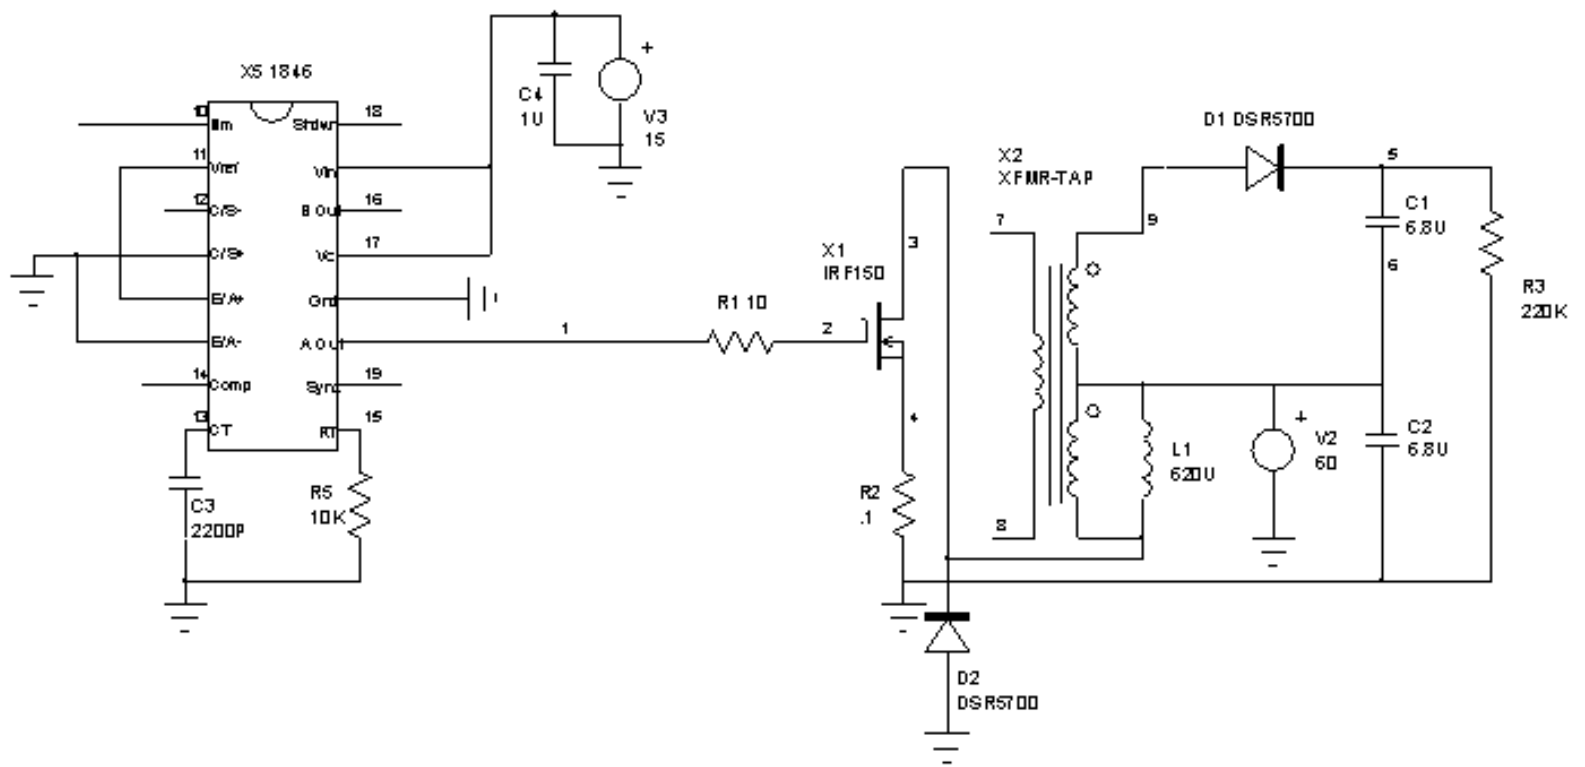 X5 1846
10
Ilim
Shdwn
18
11
Vref
Vin
12
C/S-
B Out
16
C/S+
Vc
17
E/A+
Gnd
E/A-
A Out
14
Comp
Sync
19
13
CT
RT
15
C3
2200P
R5
10K
C4
1U
+
V3
15
1
R1 10
2
X1
IRF150
3
4
R2
.1
X2
XFMR-TAP
7
8
9
D1 DSR5700
5
C1
6.8U
6
R3
220K
L1
620U
+
V2
60
C2
6.8U
D2
DSR5700